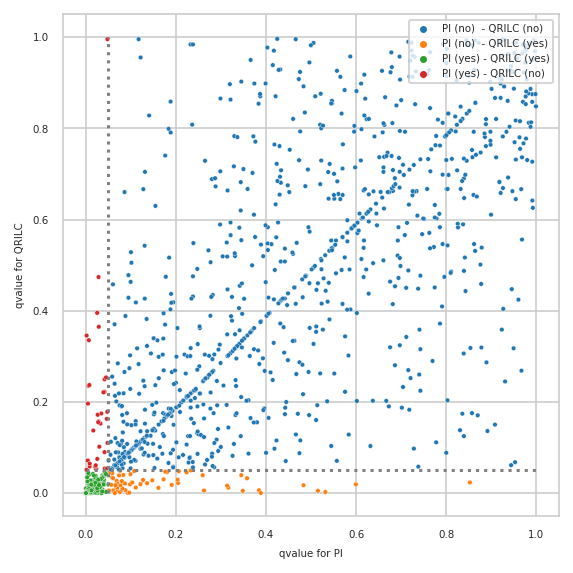 PI (no)  - QRILC (no)
PI (no)  - QRILC (yes)
PI (yes) - QRILC (yes)
PI (yes) - QRILC (no)
1.0
0.8
0.6
0.4
0.2
0.0
qvalue for QRILC
0.0 0.2 0.4 0.6 0.8 1.0
qvalue for PI